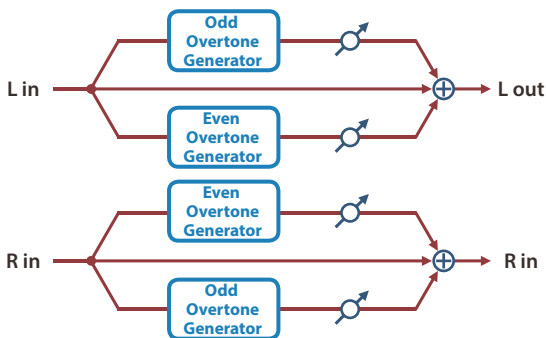 Odd
Overtone
Generator
L in
L out
Even
Overtone
Generator
Even
Overtone
Generator
R in
R in
Odd
Overtone
Generator